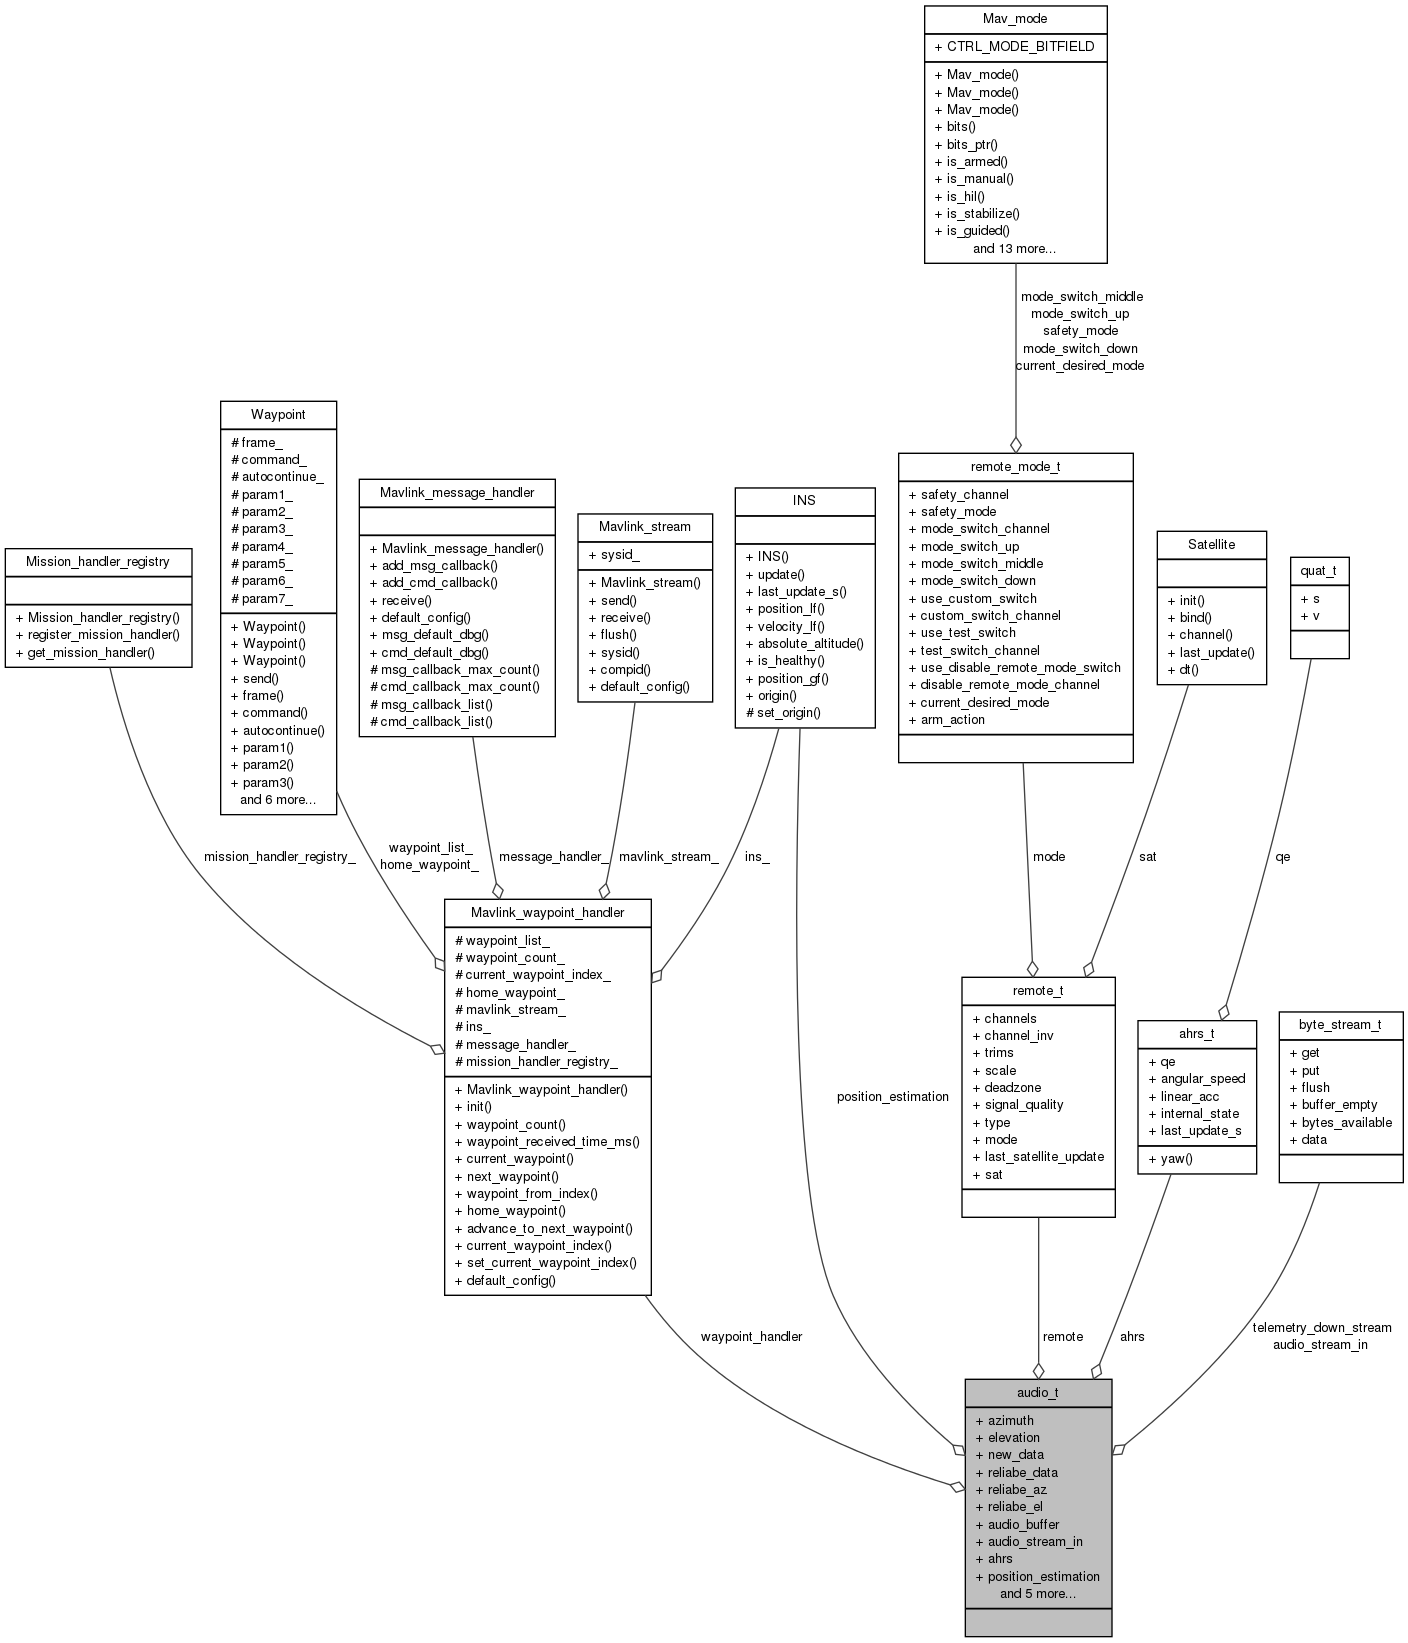 Mav_mode
+ CTRL_MODE_BITFIELD
+ Mav_mode()
+ Mav_mode()
+ Mav_mode()
+ bits()
+ bits_ptr()
+ is_armed()
+ is_manual()
+ is_hil()
+ is_stabilize()
+ is_guided()
and 13 more...
mode_switch_middle
mode_switch_up
safety_mode
mode_switch_down
current_desired_mode
Waypoint
# frame_
# command_
# autocontinue_
# param1_
# param2_
# param3_
# param4_
# param5_
# param6_
# param7_
+ Waypoint()
+ Waypoint()
+ Waypoint()
+ send()
+ frame()
+ command()
+ autocontinue()
+ param1()
+ param2()
+ param3()
and 6 more...
Mavlink_message_handler
+ Mavlink_message_handler()
+ add_msg_callback()
+ add_cmd_callback()
+ receive()
+ default_config()
+ msg_default_dbg()
+ cmd_default_dbg()
# msg_callback_max_count()
# cmd_callback_max_count()
# msg_callback_list()
# cmd_callback_list()
Mavlink_stream
+ sysid_
+ Mavlink_stream()
+ send()
+ receive()
+ flush()
+ sysid()
+ compid()
+ default_config()
INS
+ INS()
+ update()
+ last_update_s()
+ position_lf()
+ velocity_lf()
+ absolute_altitude()
+ is_healthy()
+ position_gf()
+ origin()
# set_origin()
remote_mode_t
+ safety_channel
+ safety_mode
+ mode_switch_channel
+ mode_switch_up
+ mode_switch_middle
+ mode_switch_down
+ use_custom_switch
+ custom_switch_channel
+ use_test_switch
+ test_switch_channel
+ use_disable_remote_mode_switch
+ disable_remote_mode_channel
+ current_desired_mode
+ arm_action
Satellite
+ init()
+ bind()
+ channel()
+ last_update()
+ dt()
quat_t
+ s
+ v
Mission_handler_registry
+ Mission_handler_registry()
+ register_mission_handler()
+ get_mission_handler()
mission_handler_registry_
waypoint_list_
home_waypoint_
message_handler_
mavlink_stream_
ins_
mode
sat
qe
Mavlink_waypoint_handler
# waypoint_list_
# waypoint_count_
# current_waypoint_index_
# home_waypoint_
# mavlink_stream_
# ins_
# message_handler_
# mission_handler_registry_
+ Mavlink_waypoint_handler()
+ init()
+ waypoint_count()
+ waypoint_received_time_ms()
+ current_waypoint()
+ next_waypoint()
+ waypoint_from_index()
+ home_waypoint()
+ advance_to_next_waypoint()
+ current_waypoint_index()
+ set_current_waypoint_index()
+ default_config()
position_estimation
remote_t
+ channels
+ channel_inv
+ trims
+ scale
+ deadzone
+ signal_quality
+ type
+ mode
+ last_satellite_update
+ sat
ahrs_t
+ qe
+ angular_speed
+ linear_acc
+ internal_state
+ last_update_s
+ yaw()
byte_stream_t
+ get
+ put
+ flush
+ buffer_empty
+ bytes_available
+ data
waypoint_handler
remote
ahrs
telemetry_down_stream
audio_stream_in
audio_t
+ azimuth
+ elevation
+ new_data
+ reliabe_data
+ reliabe_az
+ reliabe_el
+ audio_buffer
+ audio_stream_in
+ ahrs
+ position_estimation
and 5 more...